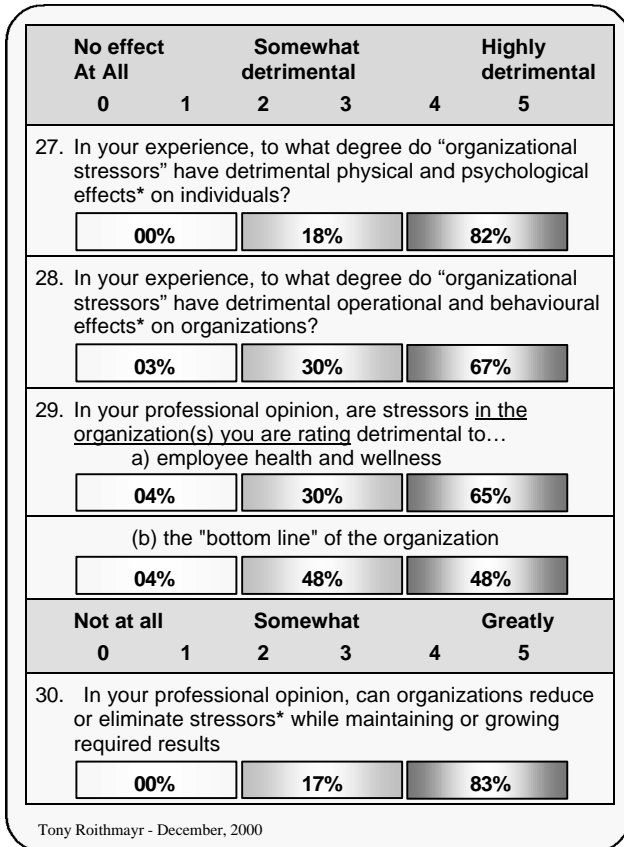 No effect Somewhat Highly
At All detrimental detrimental
0 1 2 3 4 5
27. In your experience, to what degree do “organizational
stressors” have detrimental physical and psychological
effects* on individuals?
00% 18% 82%
28. In your experience, to what degree do “organizational
stressors” have detrimental operational and behavioural
effects* on organizations?
03% 30% 67%
29. In your professional opinion, are stressors in the
organization(s) you are rating detrimental to…
a) employee health and wellness
04% 30% 65%
(b) the "bottom line" of the organization
04% 48% 48%
Not at all Somewhat Greatly
0 1 2 3 4 5
30. In your professional opinion, can organizations reduce
or eliminate stressors* while maintaining or growing
required results
00% 17% 83%
Tony Roithmayr - December, 2000